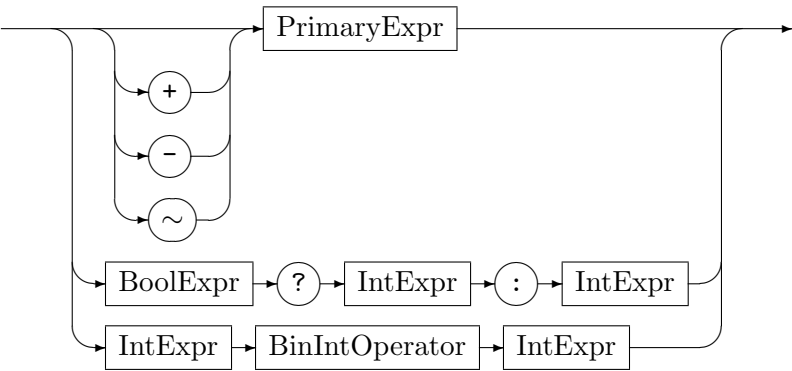 PrimaryExpr
+
-
~
BoolExpr ? IntExpr : IntExpr
IntExpr BinIntOperator IntExpr